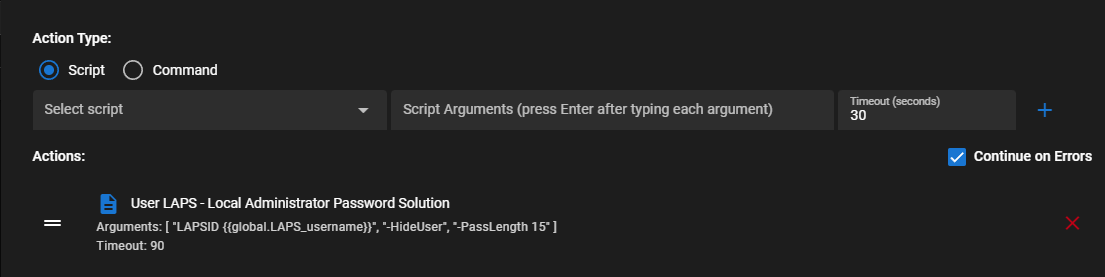 Action Type:
Script Command
Select script
Script Arguments (press Enter after typing each argument)
Timeout (seconds)
30
Actions:
Continue on Errors
User LAPS - Local Administrator Password Solution
Arguments: [ "LAPSID {{global.LAPS_username}}", "-HideUser", "-PassLength 15" ]
Timeout: 90